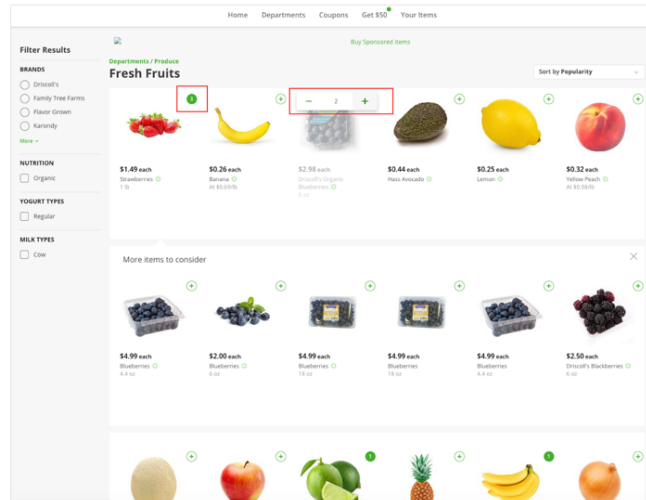 Home Departments Coupons Get $50 Your Items
Filter Results
BRANDS
Driscoll's
Family Tree Farms
Flavor Grown
Karsndy
More
NUTRITION
Organic
YOGURT TYPES
Regular
MILK TYPES
Cow
Buy Sponsored Items
Departments / Produce
Fresh Fruits
Sort by Popularity
1
− 2 +
$1.49 each
Strawberries
1 lb
$0.26 each
Banana
At $0.69/lb
$2.98 each
Driscoll's Organic
Blueberries
6 oz
$0.44 each
Hass Avocado
$0.25 each
Lemon
$0.32 each
Yellow Peach
At $0.98/lb
More items to consider
$4.99 each
Blueberries
4.4 oz
$2.00 each
Blueberries
6 oz
$4.99 each
Blueberries
18 oz
$4.99 each
Blueberries
18 oz
$4.99 each
Blueberries
4.4 oz
$2.50 each
Driscoll's Blackberries
6 oz
1
1